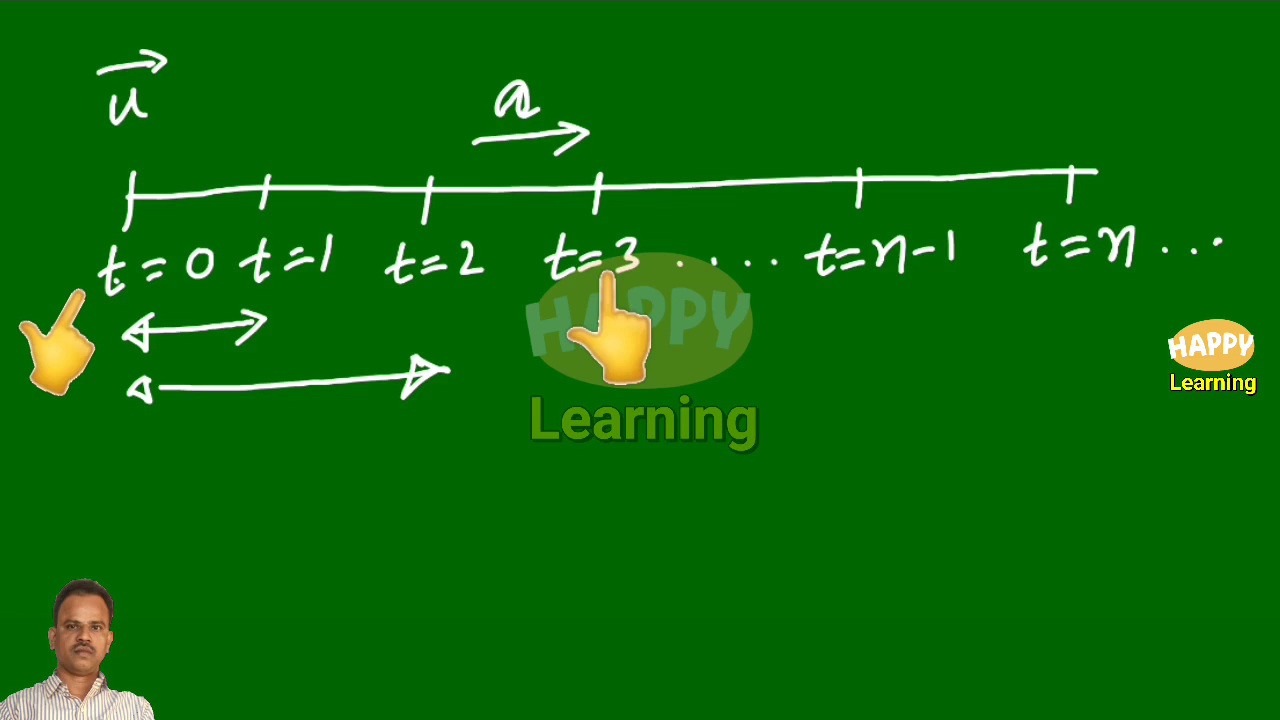 u
a
t=0 t=1 t=2 t=3 ..... t=n-1 t=n ...
HAPPY
Learning
HAPPY
Learning